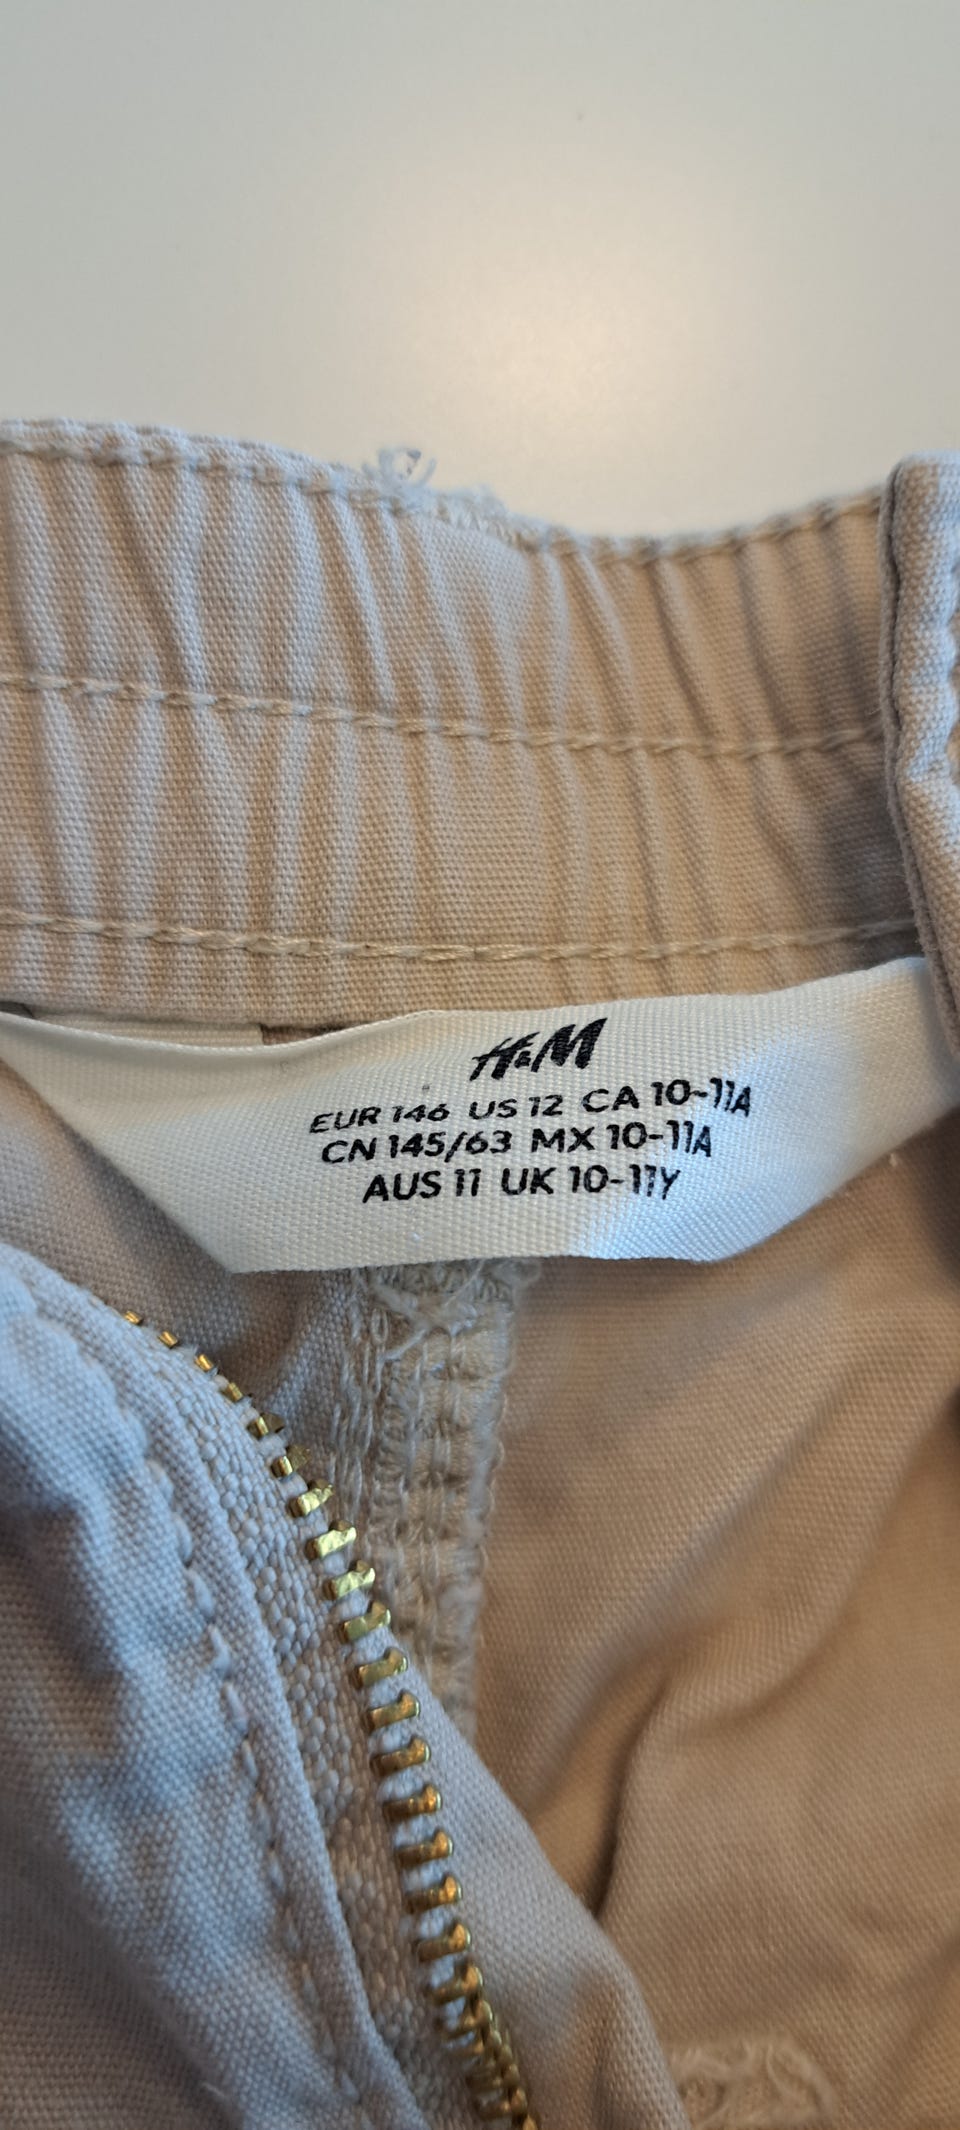 H&M
EUR 146 US 12 CA 10-11A
CN 145/63 MX 10-11A
AUS 11 UK 10-11Y